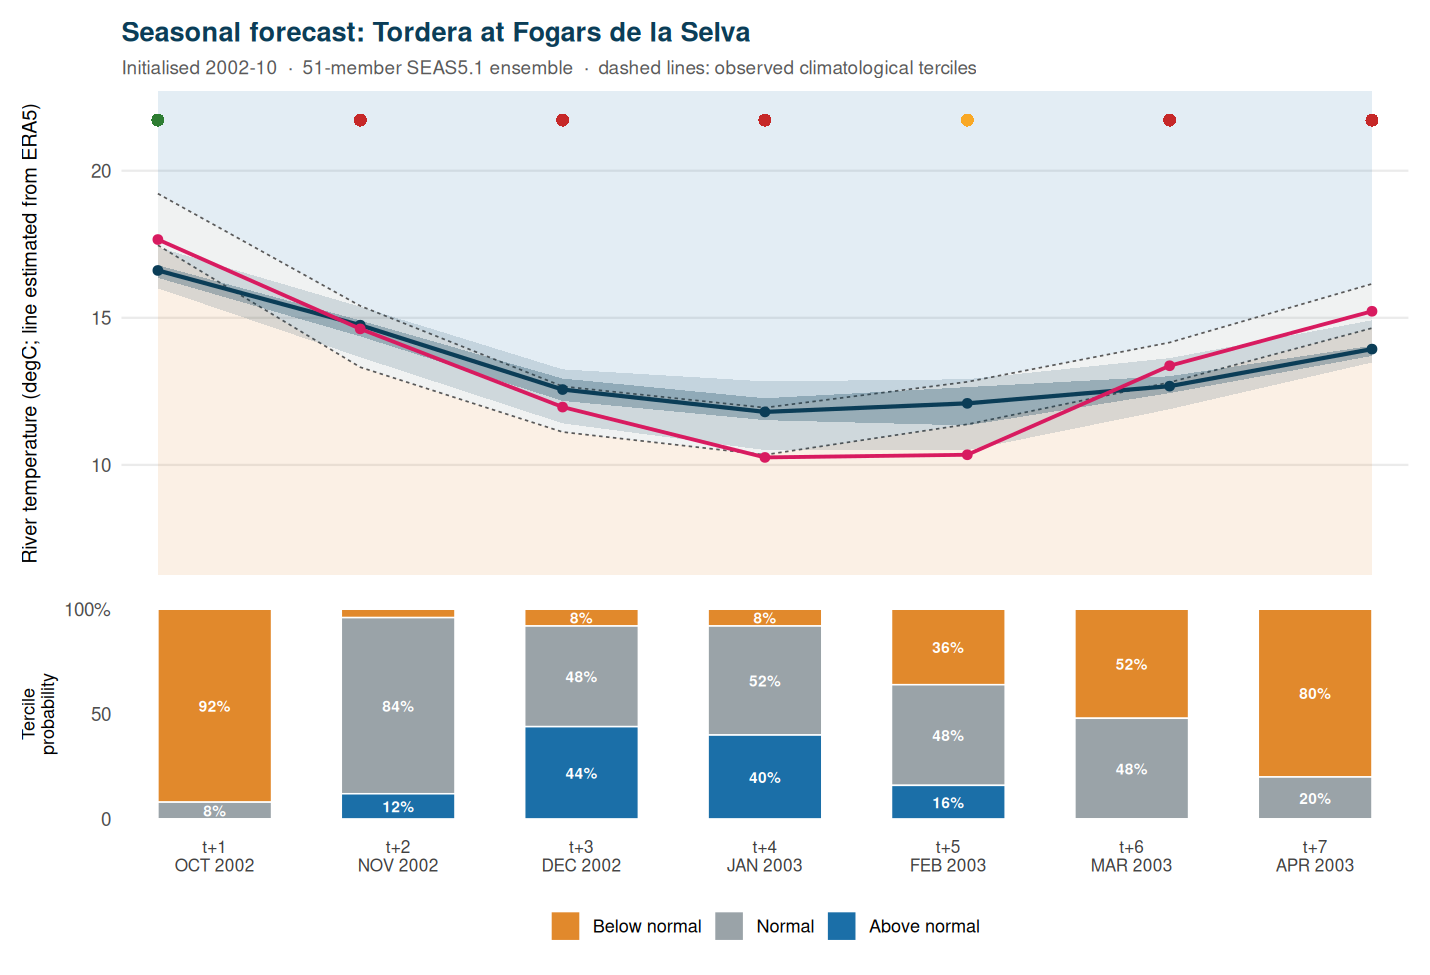 Seasonal forecast: Tordera at Fogars de la Selva
Initialised 2002-10 · 51-member SEAS5.1 ensemble · dashed lines: observed climatological terciles
River temperature (degC; line estimated from ERA5)
20
15
10
Tercile
probability
100%
50
0
92%
8%
84%
12%
8%
48%
44%
8%
52%
40%
36%
48%
16%
52%
48%
80%
20%
t+1
OCT 2002
t+2
NOV 2002
t+3
DEC 2002
t+4
JAN 2003
t+5
FEB 2003
t+6
MAR 2003
t+7
APR 2003
Below normal
Normal
Above normal